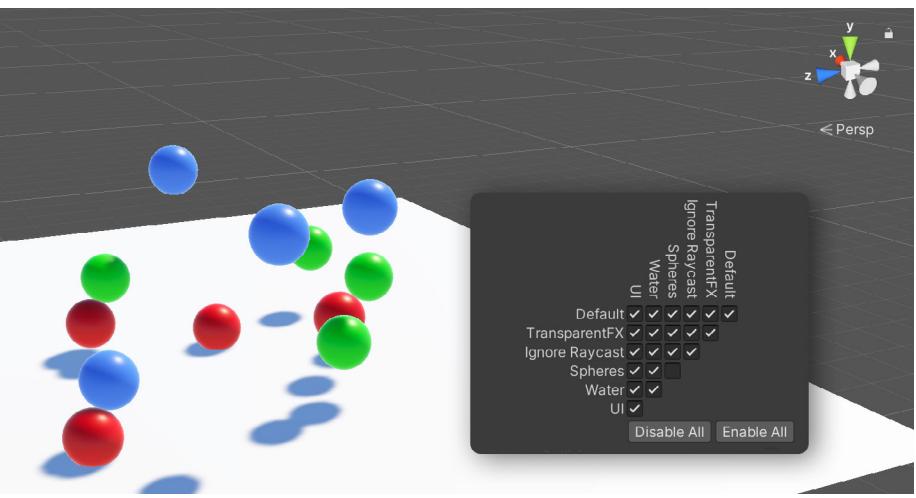 y
x
z
Persp
UI
Water
Spheres
Ignore Raycast
TransparentFX
Default
Default
TransparentFX
Ignore Raycast
Spheres
Water
UI
Disable All Enable All